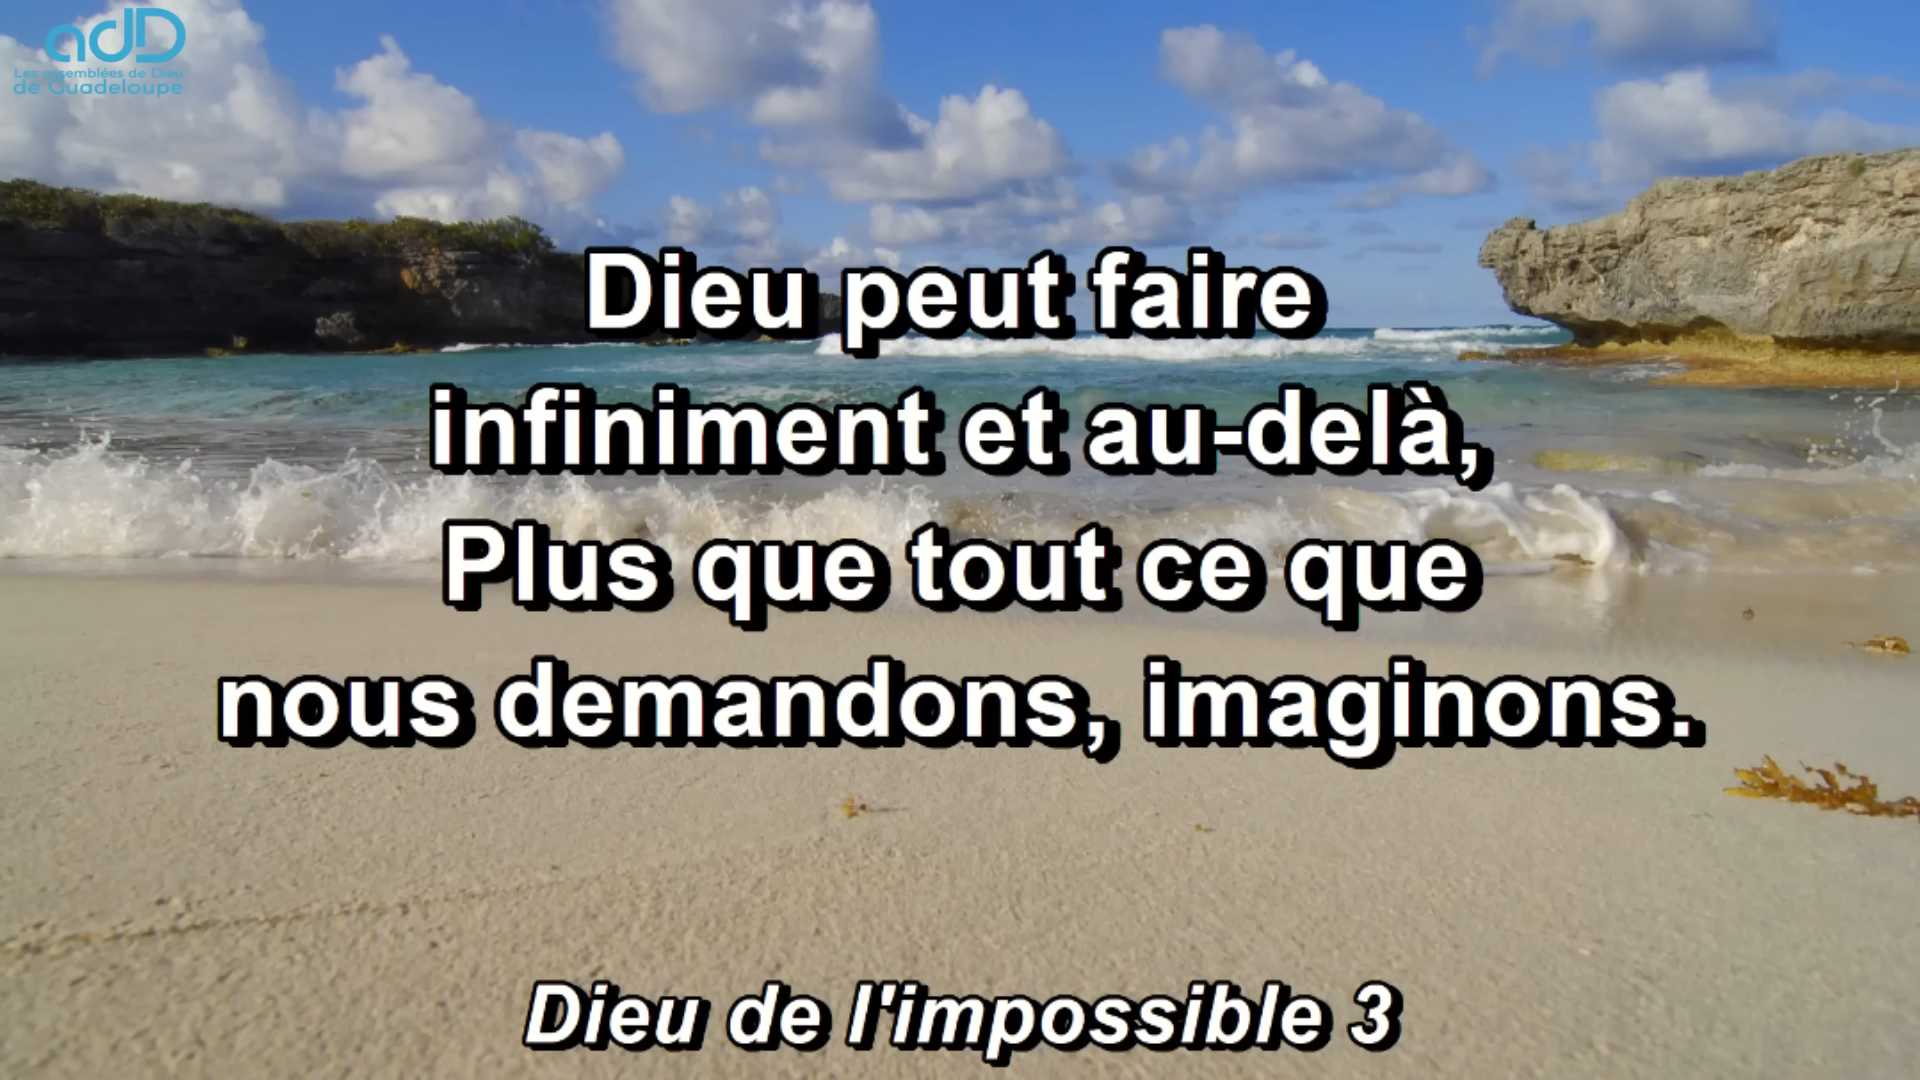 adD
Les assemblées de Dieu
de Guadeloupe
Dieu peut faire
infiniment et au-delà,
Plus que tout ce que
nous demandons, imaginons.
Dieu de l'impossible 3